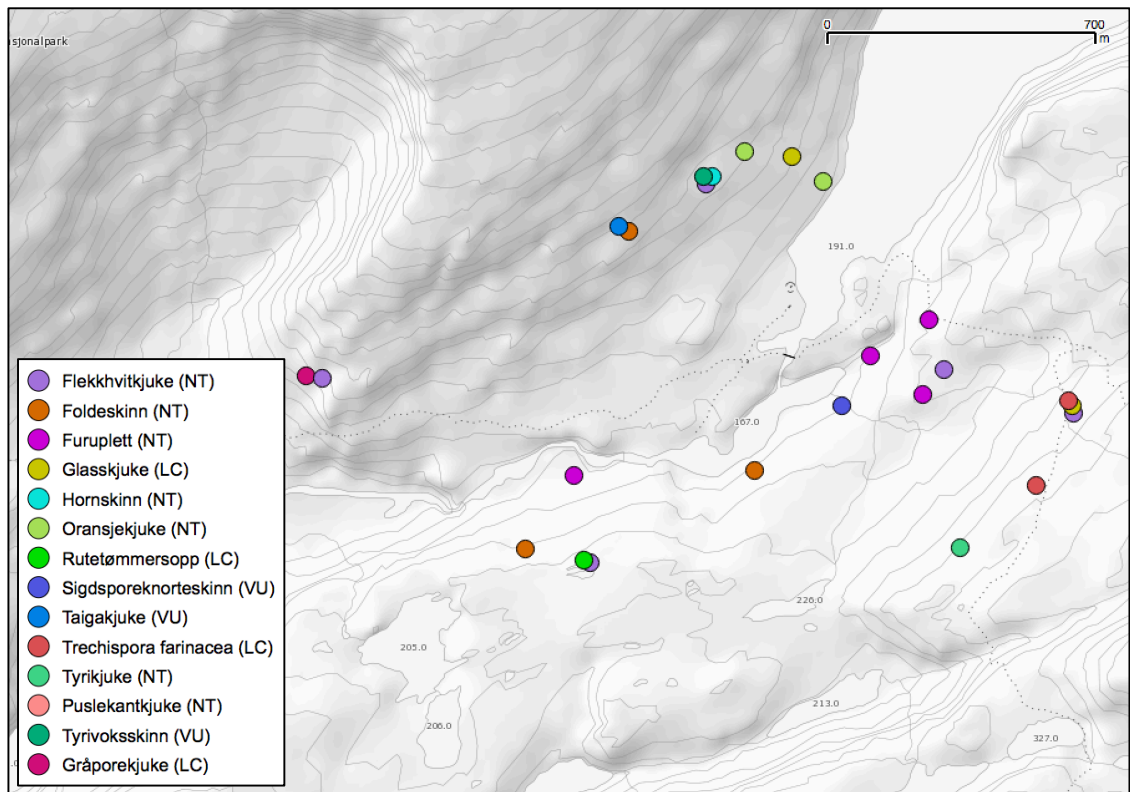 asjonalpark
0 700
m
191.0
167.0
Flekkhvitkjuke (NT)
Foldeskinn (NT)
Furuplett (NT)
Glasskjuke (LC)
Hornskinn (NT)
Oransjekjuke (NT)
Rutetømmersopp (LC)
Sigdsporeknorteskinn (VU)
Taigakjuke (VU)
Trechispora farinacea (LC)
Tyrikjuke (NT)
Puslekantkjuke (NT)
Tyrivoksskinn (VU)
Gråporekjuke (LC)
226.0
205.0
213.0
206.0
327.0